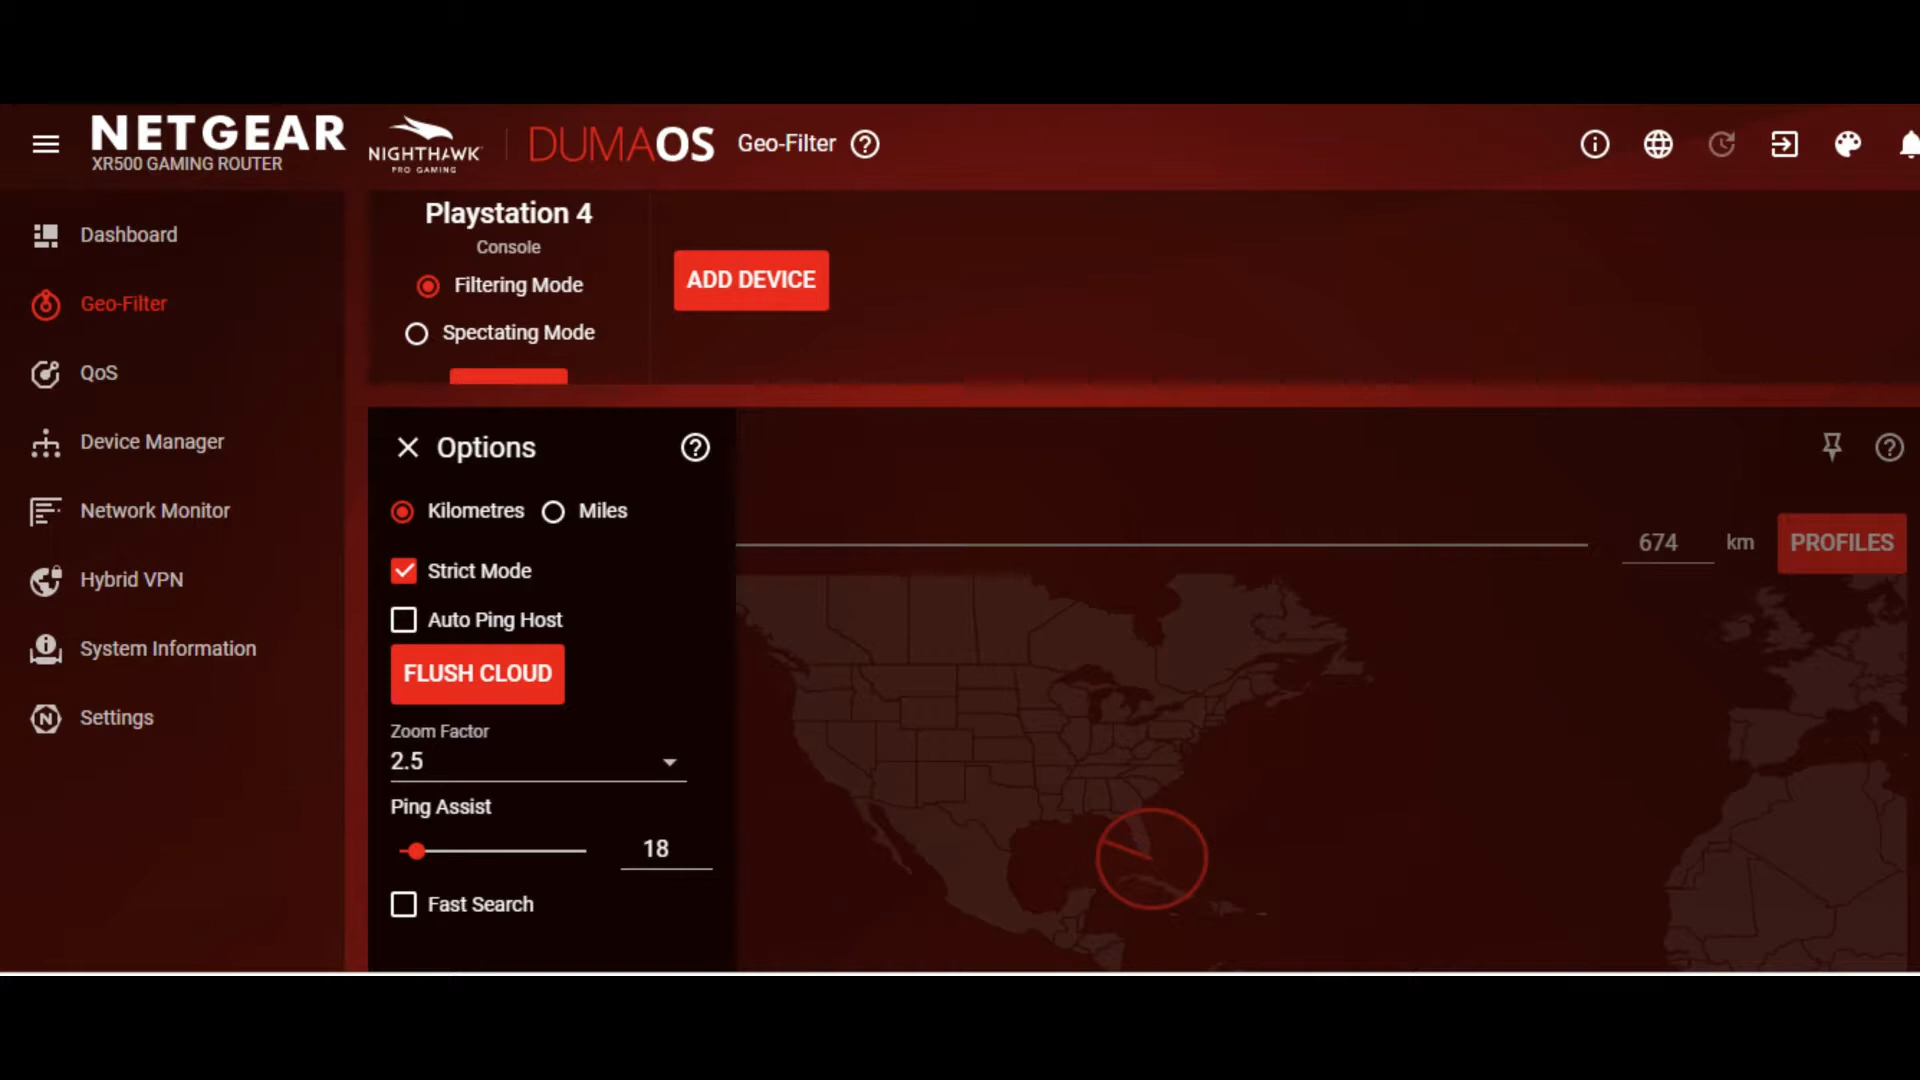 NETGEAR
XR500 GAMING ROUTER
NIGHTHAWK
PRO GAMING
DUMAOS
Geo-Filter
Dashboard
Geo-Filter
QoS
Device Manager
Network Monitor
Hybrid VPN
System Information
Settings
Playstation 4
Console
Filtering Mode
Spectating Mode
ADD DEVICE
Options
Kilometres Miles
Strict Mode
Auto Ping Host
FLUSH CLOUD
Zoom Factor
2.5
Ping Assist
18
Fast Search
674 km PROFILES